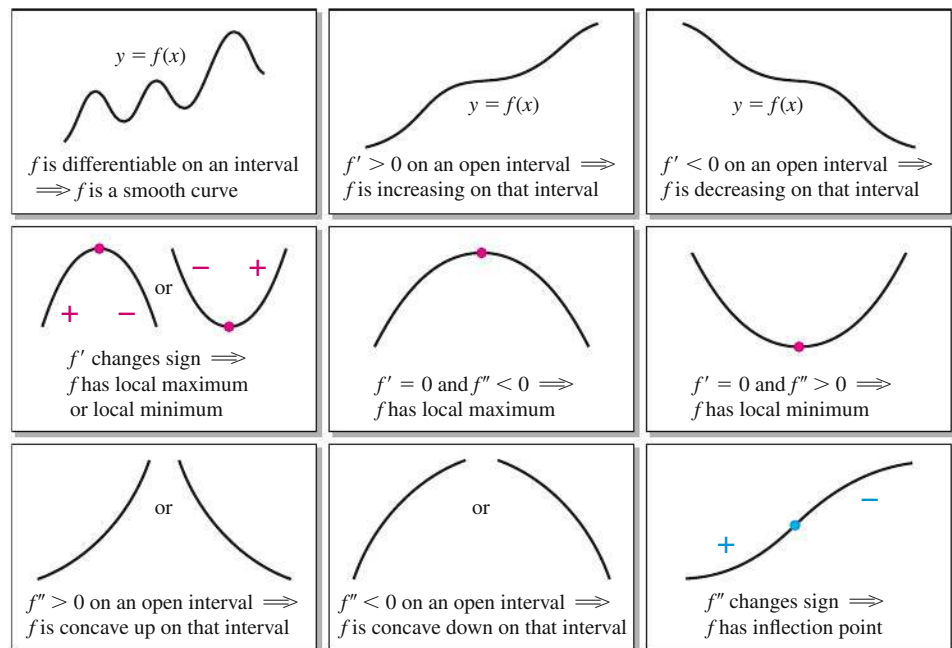 y = f(x)
f is differentiable on an interval
⟹ f is a smooth curve
y = f(x)
f′ > 0 on an open interval ⟹
f is increasing on that interval
y = f(x)
f′ < 0 on an open interval ⟹
f is decreasing on that interval
+ − or − +
f′ changes sign ⟹
f has local maximum
or local minimum
f′ = 0 and f″ < 0 ⟹
f has local maximum
f′ = 0 and f″ > 0 ⟹
f has local minimum
or
f″ > 0 on an open interval ⟹
f is concave up on that interval
or
f″ < 0 on an open interval ⟹
f is concave down on that interval
+ −
f″ changes sign ⟹
f has inflection point